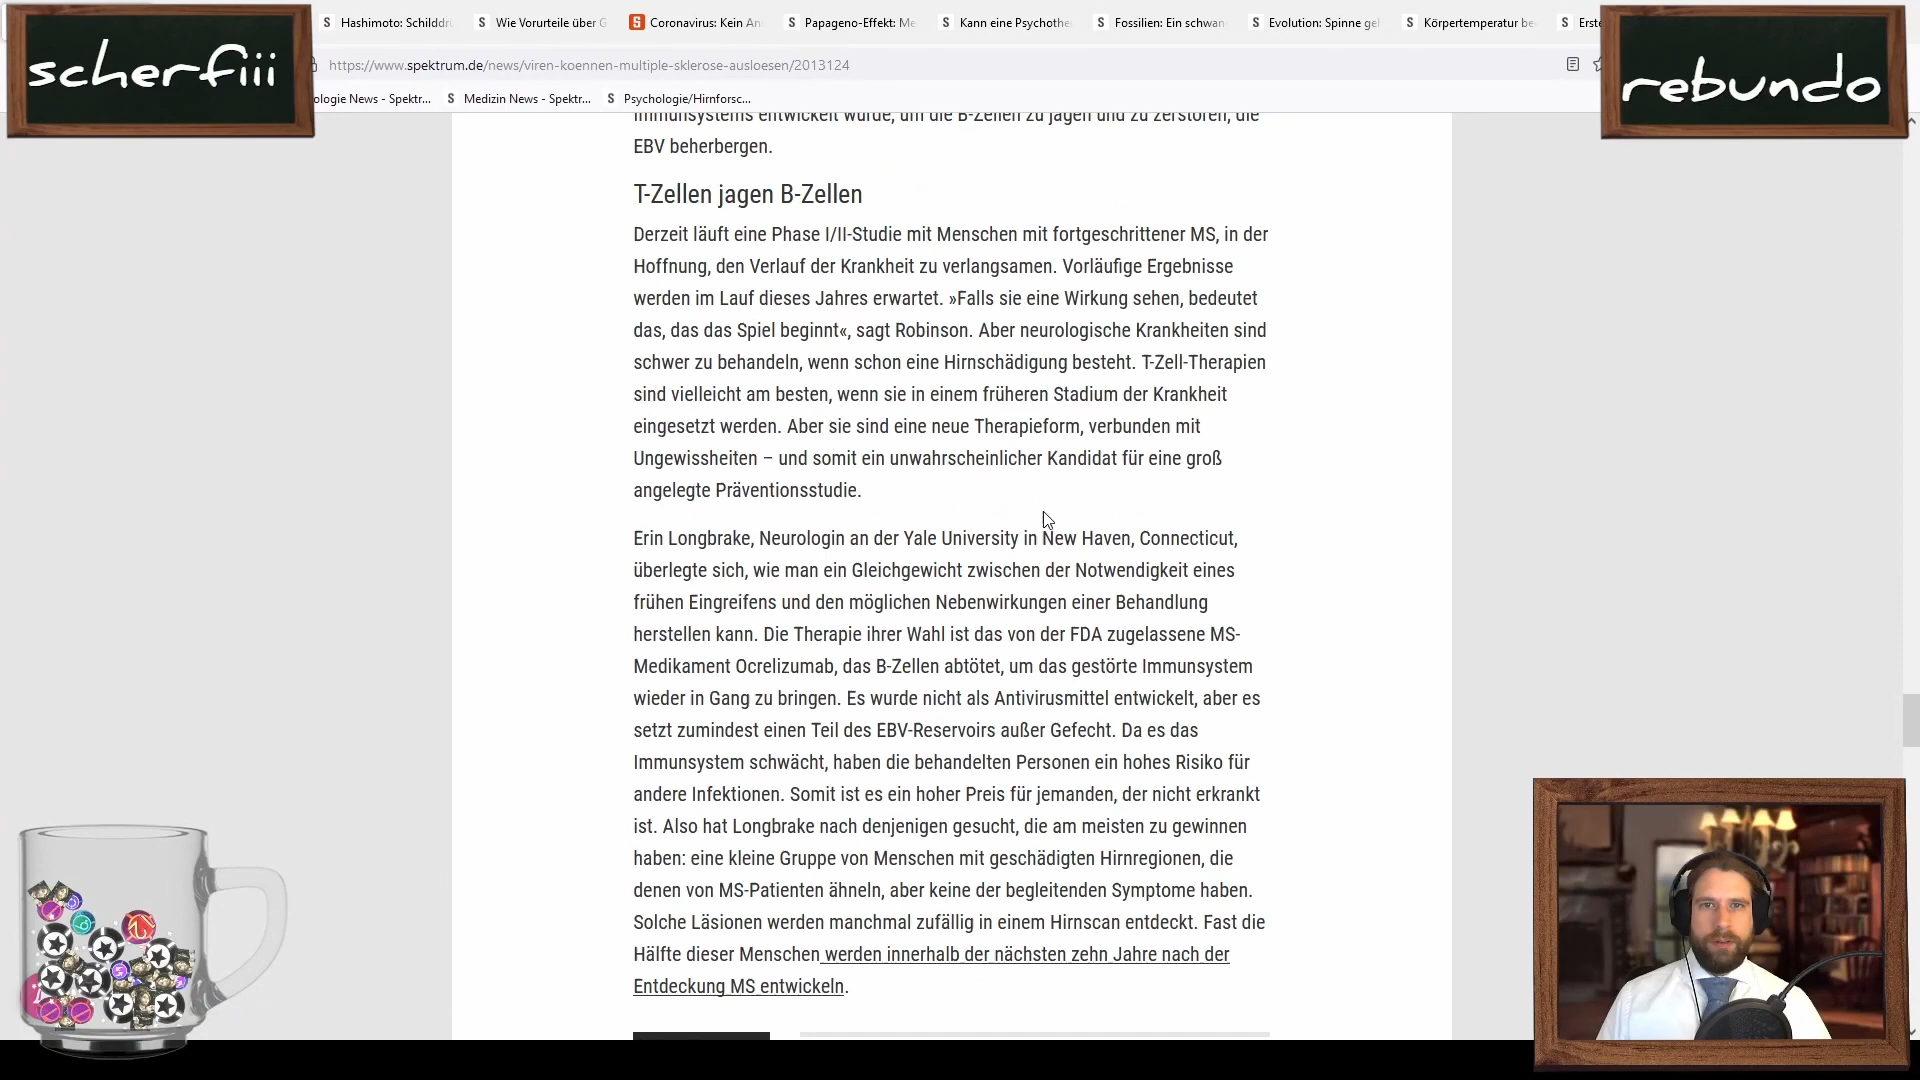 scherfiii
rebundo
Hashimoto: Schilddr
Wie Vorurteile über G
Coronavirus: Kein An
Papageno-Effekt: Me
Kann eine Psychothe
Fossilien: Ein schwan
Evolution: Spinne gel
Körpertemperatur be
Erste
https://www.spektrum.de/news/viren-koennen-multiple-sklerose-ausloesen/2013124
ologie News - Spektr...
Medizin News - Spektr...
Psychologie/Hirnforsc...
Immunsystems entwickelt wurde, um die B-Zellen zu jagen und zu zerstören, die
EBV beherbergen.
T-Zellen jagen B-Zellen
Derzeit läuft eine Phase I/II-Studie mit Menschen mit fortgeschrittener MS, in der
Hoffnung, den Verlauf der Krankheit zu verlangsamen. Vorläufige Ergebnisse
werden im Lauf dieses Jahres erwartet. »Falls sie eine Wirkung sehen, bedeutet
das, das das Spiel beginnt«, sagt Robinson. Aber neurologische Krankheiten sind
schwer zu behandeln, wenn schon eine Hirnschädigung besteht. T-Zell-Therapien
sind vielleicht am besten, wenn sie in einem früheren Stadium der Krankheit
eingesetzt werden. Aber sie sind eine neue Therapieform, verbunden mit
Ungewissheiten – und somit ein unwahrscheinlicher Kandidat für eine groß
angelegte Präventionsstudie.
Erin Longbrake, Neurologin an der Yale University in New Haven, Connecticut,
überlegte sich, wie man ein Gleichgewicht zwischen der Notwendigkeit eines
frühen Eingreifens und den möglichen Nebenwirkungen einer Behandlung
herstellen kann. Die Therapie ihrer Wahl ist das von der FDA zugelassene MS-
Medikament Ocrelizumab, das B-Zellen abtötet, um das gestörte Immunsystem
wieder in Gang zu bringen. Es wurde nicht als Antivirusmittel entwickelt, aber es
setzt zumindest einen Teil des EBV-Reservoirs außer Gefecht. Da es das
Immunsystem schwächt, haben die behandelten Personen ein hohes Risiko für
andere Infektionen. Somit ist es ein hoher Preis für jemanden, der nicht erkrankt
ist. Also hat Longbrake nach denjenigen gesucht, die am meisten zu gewinnen
haben: eine kleine Gruppe von Menschen mit geschädigten Hirnregionen, die
denen von MS-Patienten ähneln, aber keine der begleitenden Symptome haben.
Solche Läsionen werden manchmal zufällig in einem Hirnscan entdeckt. Fast die
Hälfte dieser Menschen werden innerhalb der nächsten zehn Jahre nach der
Entdeckung MS entwickeln.